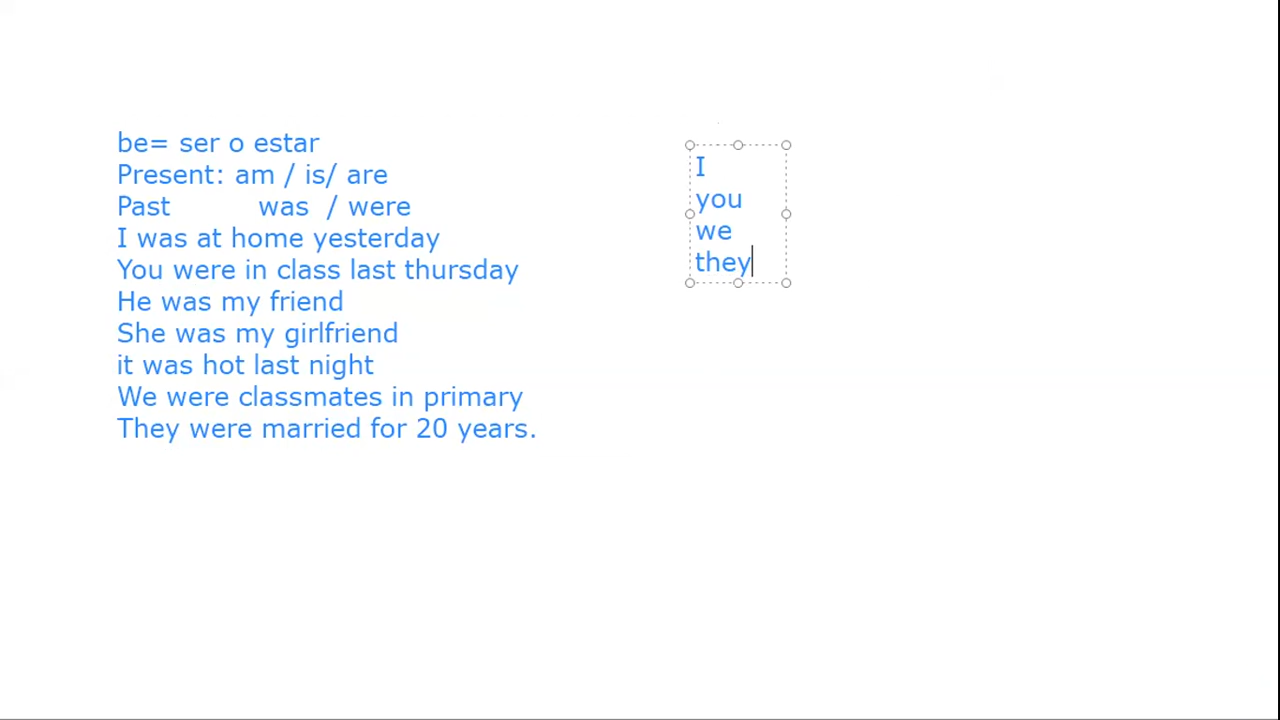 be= ser o estar
Present: am / is/ are
Past was / were
I was at home yesterday
You were in class last thursday
He was my friend
She was my girlfriend
it was hot last night
We were classmates in primary
They were married for 20 years.
I
you
we
they